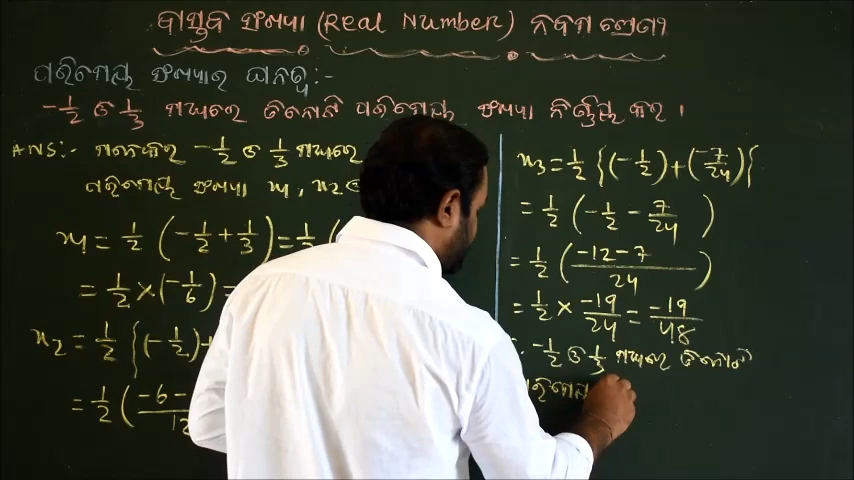 ବାସ୍ତବ ସଂଖ୍ୟା (Real Number) ନବମ ଶ୍ରେଣୀ
ପରିମେୟ ସଂଖ୍ୟାର ଘନତ୍ୱ :-
-1/2 ଓ 1/3 ମଧ୍ୟରେ ତିନୋଟି ପରିମେୟ ସଂଖ୍ୟା ନିର୍ଣ୍ଣୟ କର ।
ANS:- ମନେକର -1/2 ଓ 1/3 ମଧ୍ୟରେ
ପରିମେୟ ସଂଖ୍ୟା x1, x2
x1 = 1/2 (-1/2 + 1/3) = 1/2 (
= 1/2 × (-1/6) =
x2 = 1/2 { (-1/2) +
= 1/2 ( -6 -
x3 = 1/2 { (-1/2) + (-7/24) {
= 1/2 ( -1/2 - 7/24 )
= 1/2 ( -12-7 / 24 )
= 1/2 × -19/24 = -19/48
-1/2 ଓ 1/3 ମଧ୍ୟରେ ତିନୋଟି
ପରିମେୟ